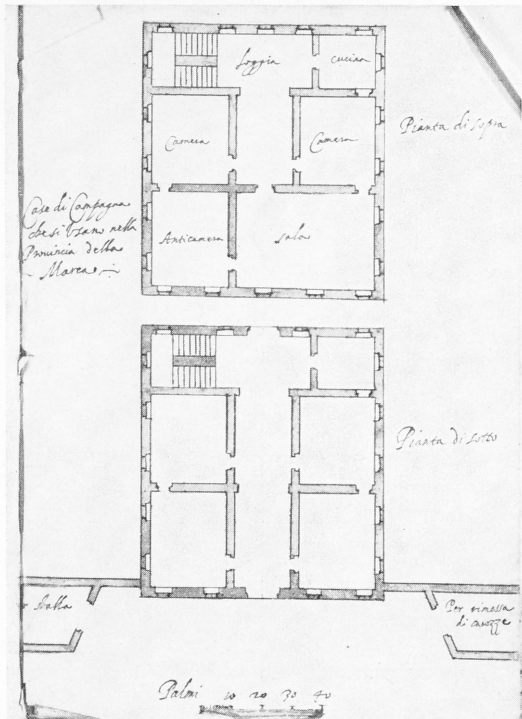 Loggia
cucina
Camera
Camera
Pianta di sopra
Case di Campagna
che si Usano nella
Provincia della
Marca
Anticamera
sala
Pianta di sotto
stalla
Per rimessa
di carozze
Palmi 10 20 30 40